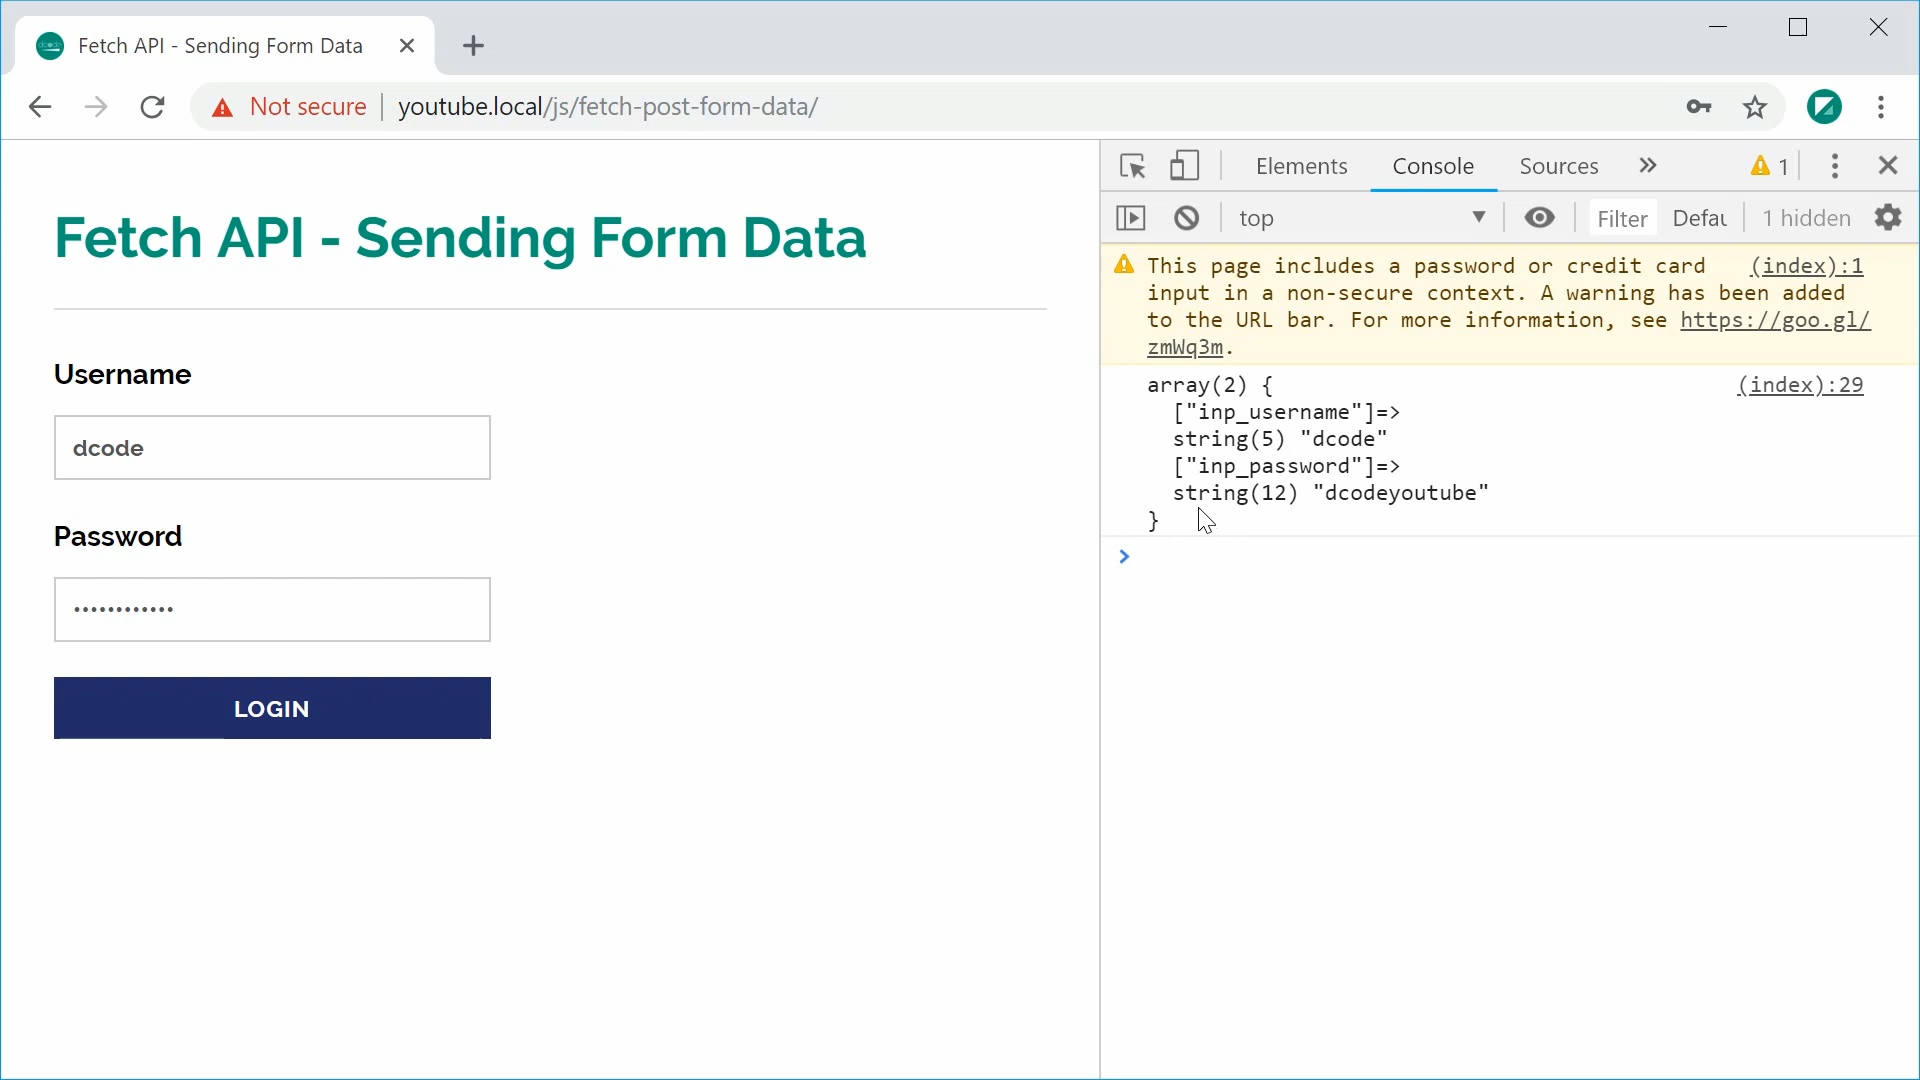 Fetch API - Sending Form Data
Not secure | youtube.local/js/fetch-post-form-data/
Fetch API - Sending Form Data
Username
dcode
Password
••••••••••••
LOGIN
Elements Console Sources » 1
top Filter Defau 1 hidden
This page includes a password or credit card (index):1
input in a non-secure context. A warning has been added
to the URL bar. For more information, see https://goo.gl/
zmWq3m.
array(2) { (index):29
["inp_username"]=>
string(5) "dcode"
["inp_password"]=>
string(12) "dcodeyoutube"
}